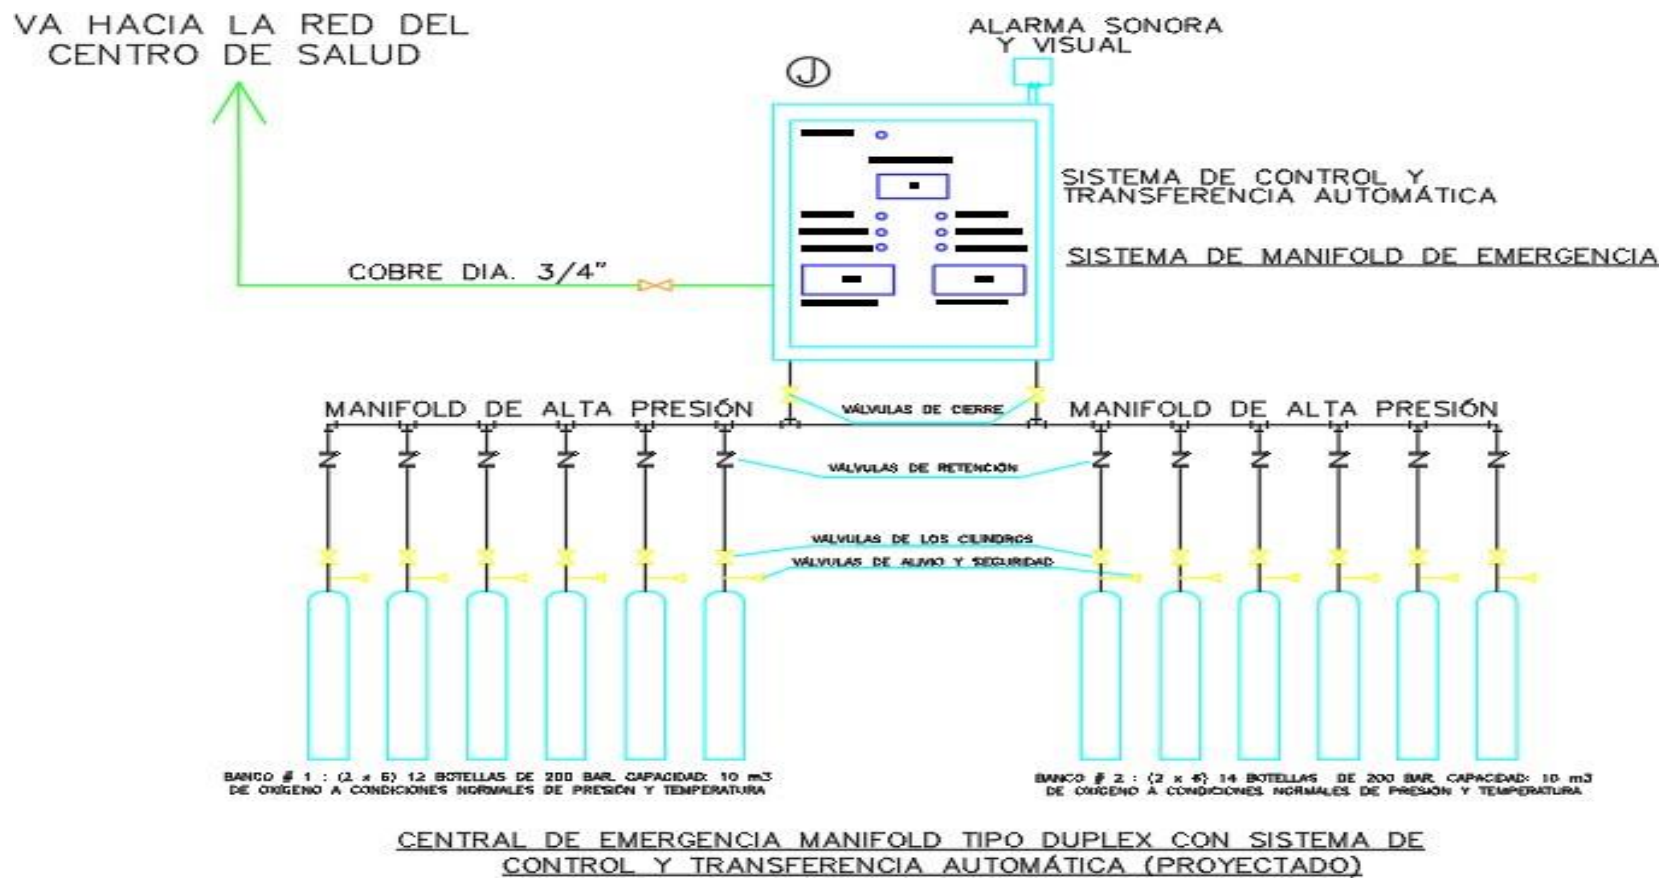 VA HACIA LA RED DEL
CENTRO DE SALUD
ALARMA SONORA
Y VISUAL
J
SISTEMA DE CONTROL Y
TRANSFERENCIA AUTOMÁTICA
SISTEMA DE MANIFOLD DE EMERGENCIA
COBRE DIA. 3/4"
MANIFOLD DE ALTA PRESIÓN
VÁLVULAS DE CIERRE
MANIFOLD DE ALTA PRESIÓN
VÁLVULAS DE RETENCIÓN
VÁLVULAS DE LOS CILINDROS
VÁLVULAS DE ALIVIO Y SEGURIDAD
BANCO # 1 : (2 x 6) 12 BOTELLAS DE 200 BAR. CAPACIDAD: 10 m3
DE OXÍGENO A CONDICIONES NORMALES DE PRESIÓN Y TEMPERATURA
BANCO # 2 : (2 x 6) 14 BOTELLAS DE 200 BAR. CAPACIDAD: 10 m3
DE OXÍGENO A CONDICIONES NORMALES DE PRESIÓN Y TEMPERATURA
CENTRAL DE EMERGENCIA MANIFOLD TIPO DUPLEX CON SISTEMA DE
CONTROL Y TRANSFERENCIA AUTOMÁTICA (PROYECTADO)